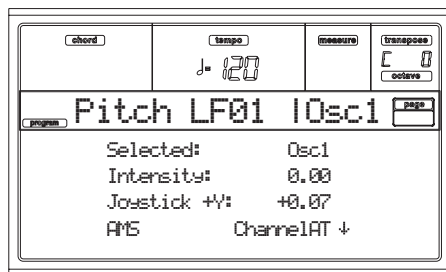 chord tempo measure transpose
♩= 120 C 0
octave
program Pitch LF01 |Osc1 page
Selected: Osc1
Intensity: 0.00
Joystick +Y: +0.07
AMS ChannelAT ↓